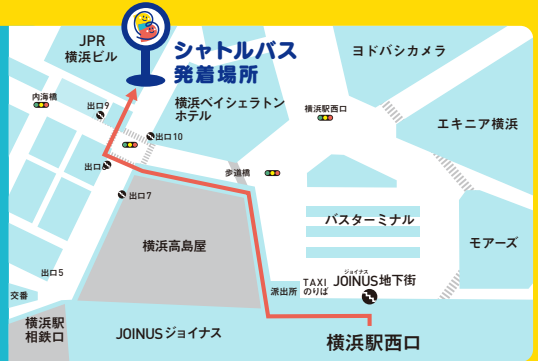 JPR
横浜ビル
シャトルバス
発着場所
ヨドバシカメラ
内海橋
出口9
横浜ベイシェラトン
ホテル
横浜駅西口
出口10
エキニア横浜
出口
歩道橋
出口7
バスターミナル
横浜高島屋
モアーズ
出口5
派出所
TAXI
のりば
ジョイナス
JOINUS地下街
交番
横浜駅
相鉄口
JOINUSジョイナス
横浜駅西口